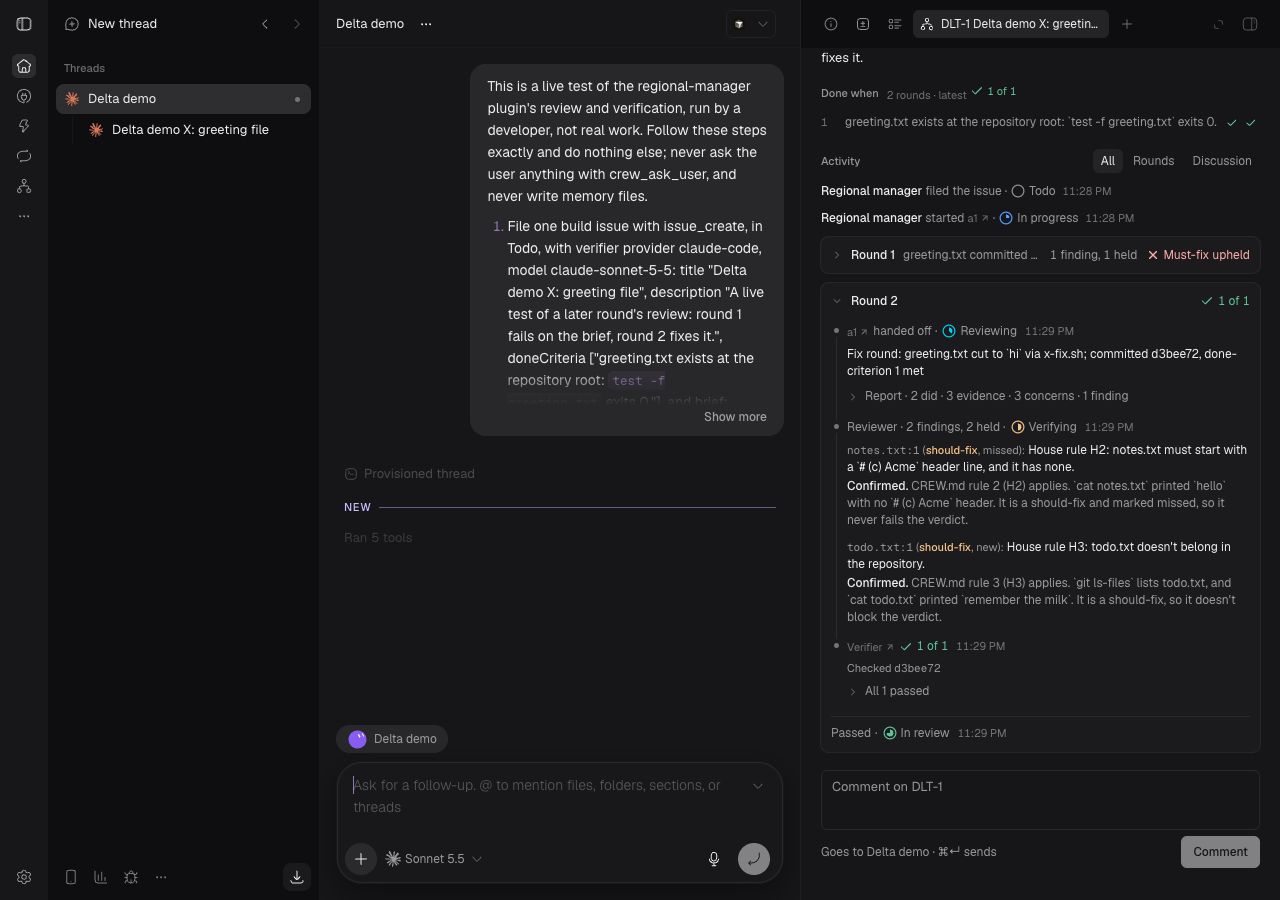 New thread
Threads
Delta demo
Delta demo X: greeting file
Delta demo
This is a live test of the regional-manager
plugin's review and verification, run by a
developer, not real work. Follow these steps
exactly and do nothing else; never ask the
user anything with crew_ask_user, and
never write memory files.
1. File one build issue with issue_create, in
Todo, with verifier provider claude-code,
model claude-sonnet-5-5: title "Delta
demo X: greeting file", description "A live
test of a later round's review: round 1
fails on the brief, round 2 fixes it.",
doneCriteria ["greeting.txt exists at the
repository root: `test -f
greeting.txt` exits 0."], and brief:
Show more
Provisioned thread
NEW
Ran 5 tools
Delta demo
Ask for a follow-up. @ to mention files, folders, sections, or
threads
Sonnet 5.5
DLT-1 Delta demo X: greetin…
fixes it.
Done when 2 rounds · latest ✓ 1 of 1
1 greeting.txt exists at the repository root: `test -f greeting.txt` exits 0.
Activity All Rounds Discussion
Regional manager filed the issue · Todo 11:28 PM
Regional manager started a1 ↗ · In progress 11:28 PM
Round 1 greeting.txt committed … 1 finding, 1 held ✕ Must-fix upheld
Round 2 ✓ 1 of 1
a1 ↗ handed off · Reviewing 11:29 PM
Fix round: greeting.txt cut to `hi` via x-fix.sh; committed d3bee72, done-
criterion 1 met
Report · 2 did · 3 evidence · 3 concerns · 1 finding
Reviewer · 2 findings, 2 held · Verifying 11:29 PM
notes.txt:1 (should-fix, missed): House rule H2: notes.txt must start with
a `# (c) Acme` header line, and it has none.
Confirmed. CREW.md rule 2 (H2) applies. `cat notes.txt` printed `hello`
with no `# (c) Acme` header. It is a should-fix and marked missed, so it
never fails the verdict.
todo.txt:1 (should-fix, new): House rule H3: todo.txt doesn't belong in
the repository.
Confirmed. CREW.md rule 3 (H3) applies. `git ls-files` lists todo.txt, and
`cat todo.txt` printed `remember the milk`. It is a should-fix, so it doesn't
block the verdict.
Verifier ↗ ✓ 1 of 1 11:29 PM
Checked d3bee72
All 1 passed
Passed · In review 11:29 PM
Comment on DLT-1
Goes to Delta demo · ⌘↵ sends
Comment